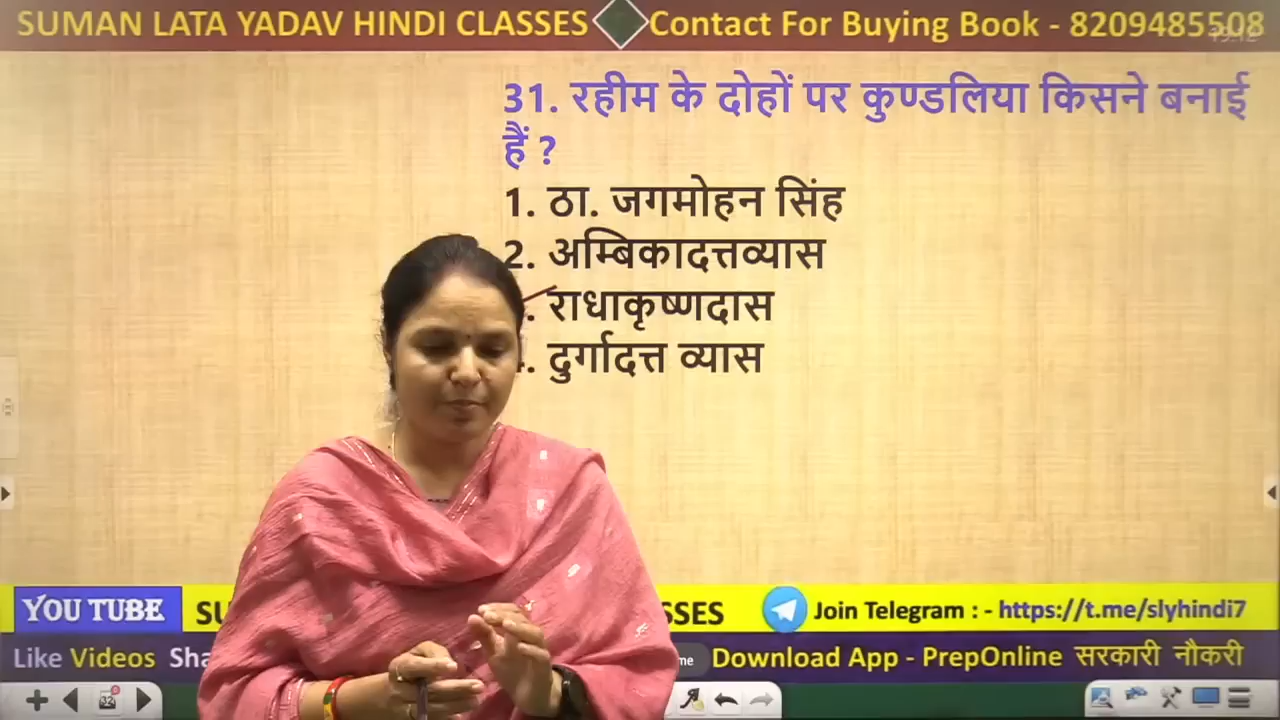 SUMAN LATA YADAV HINDI CLASSES Contact For Buying Book - 8209485508
31. रहीम के दोहों पर कुण्डलिया किसने बनाई
हैं ?
1. ठा. जगमोहन सिंह
2. अम्बिकादत्तव्यास
राधाकृष्णदास
दुर्गादत्त व्यास
YOU TUBE Join Telegram : - https://t.me/slyhindi7
Like Videos Download App - PrepOnline सरकारी नौकरी
32